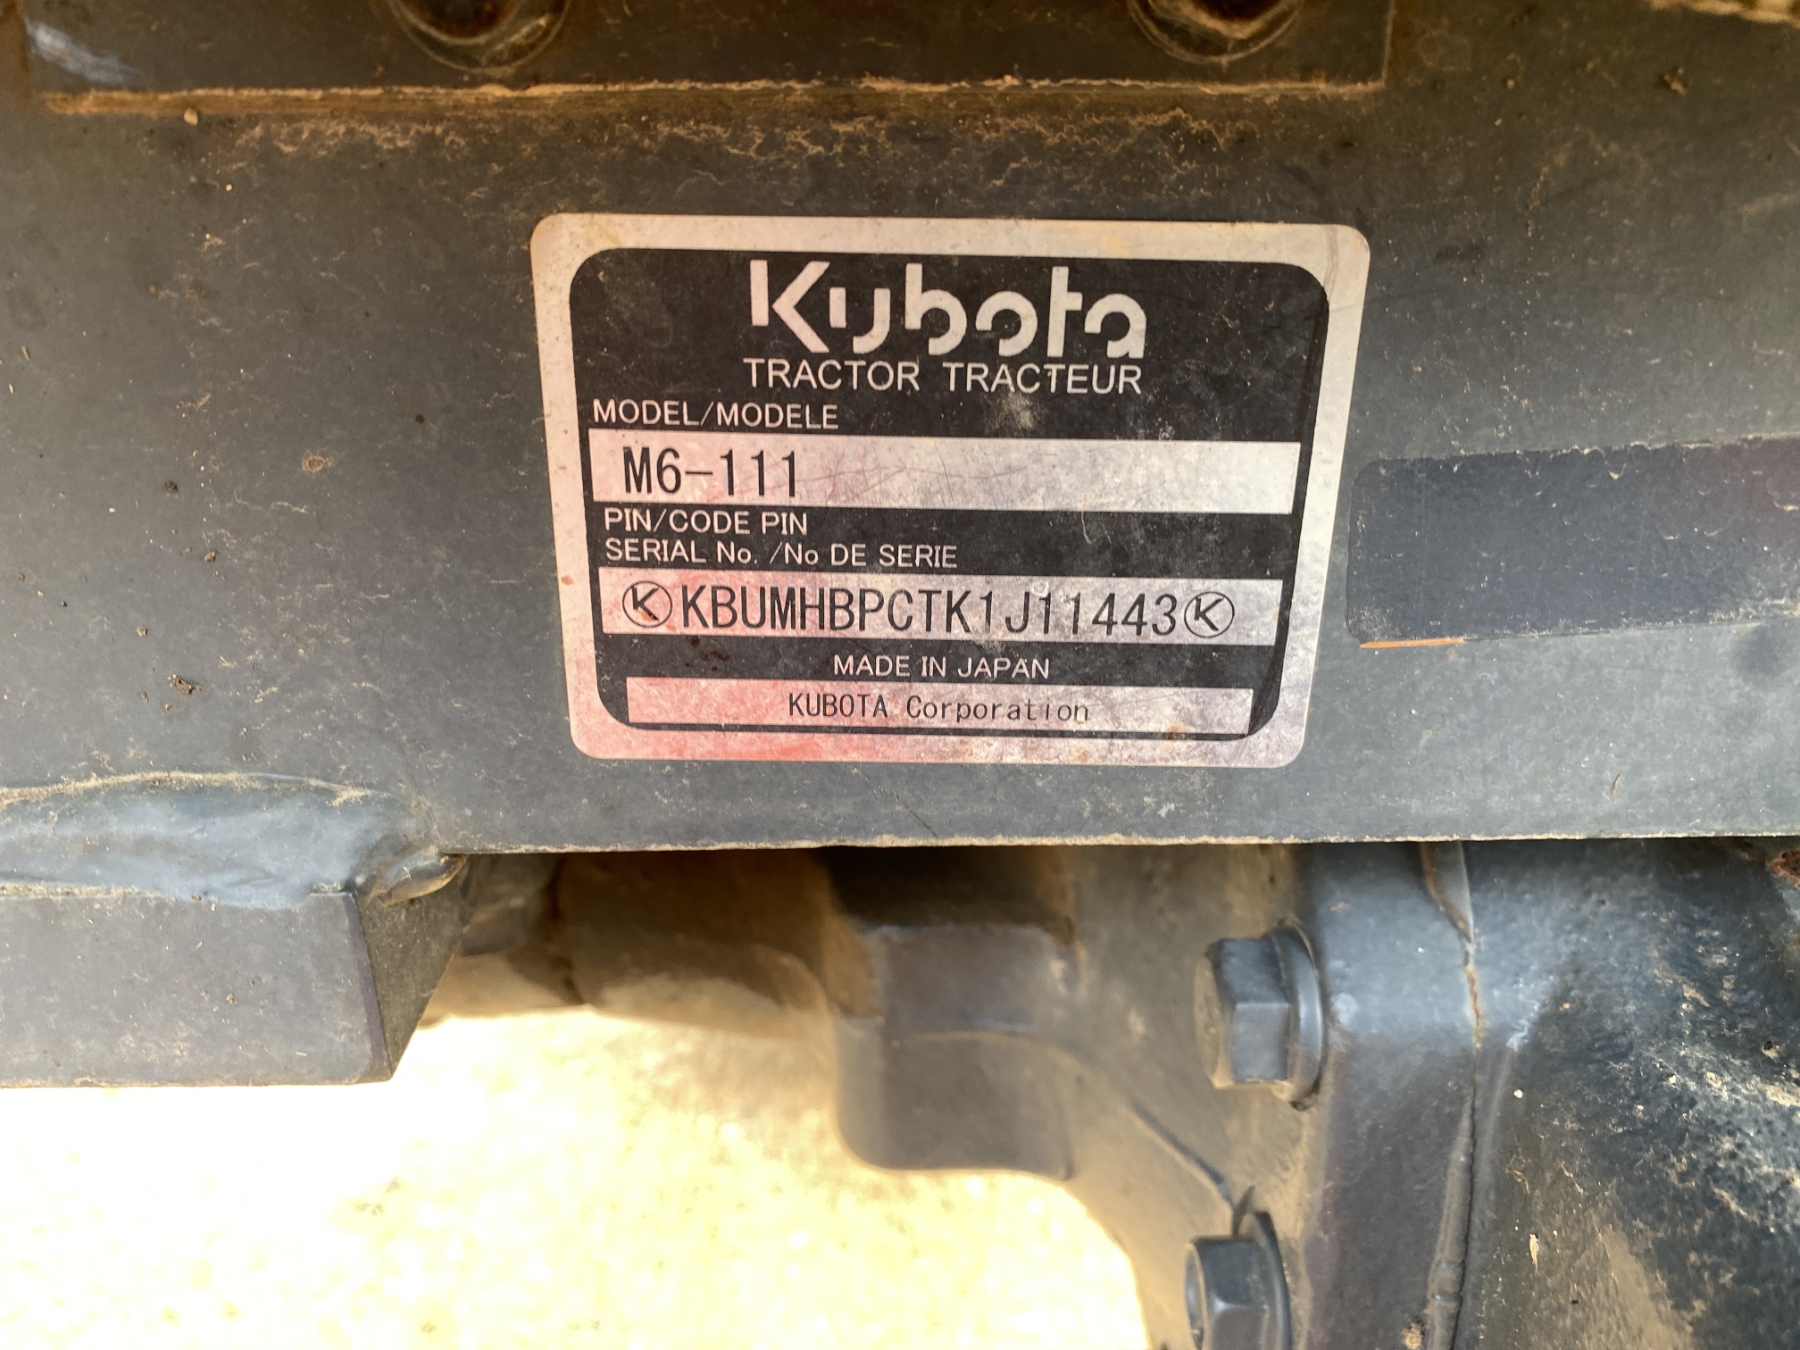 Kubota
TRACTOR TRACTEUR
MODEL/MODELE
M6-111
PIN/CODE PIN
SERIAL No. /No DE SERIE
KBUMHBPCTK1J11443
MADE IN JAPAN
KUBOTA Corporation